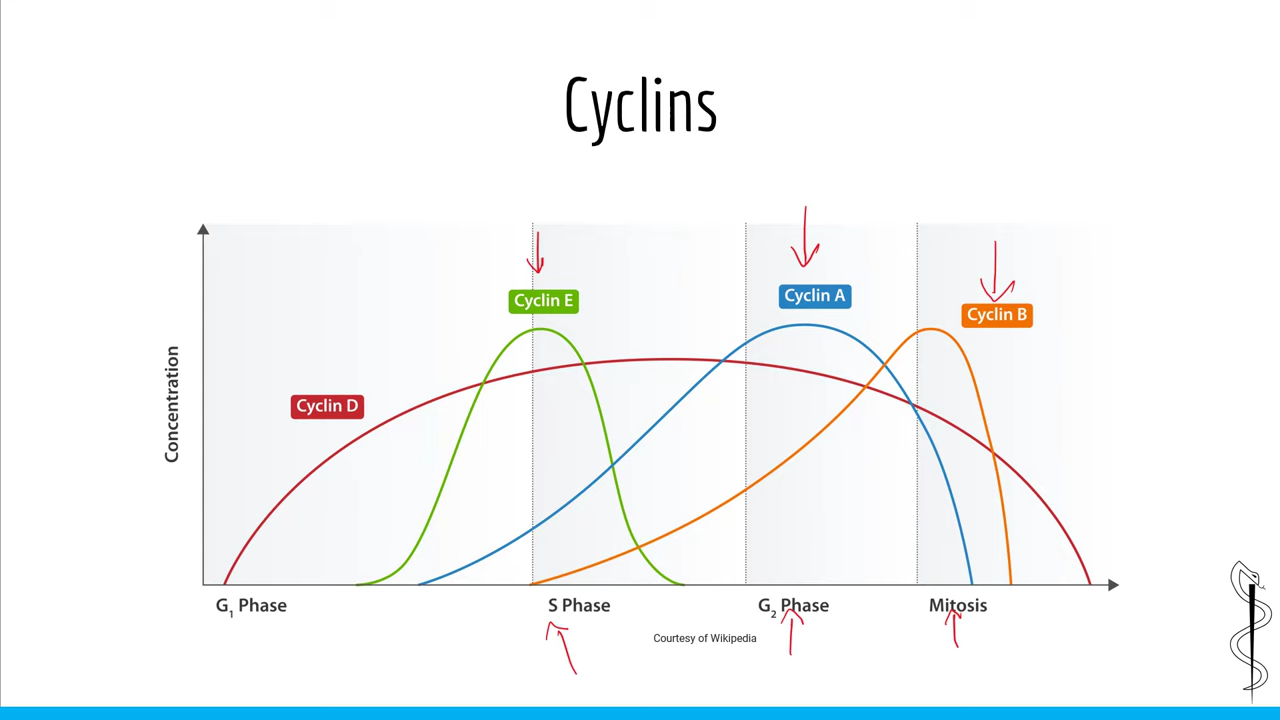 Cyclins
Cyclin E
Cyclin A
Cyclin B
Cyclin D
Concentration
G1 Phase
S Phase
G2 Phase
Mitosis
Courtesy of Wikipedia